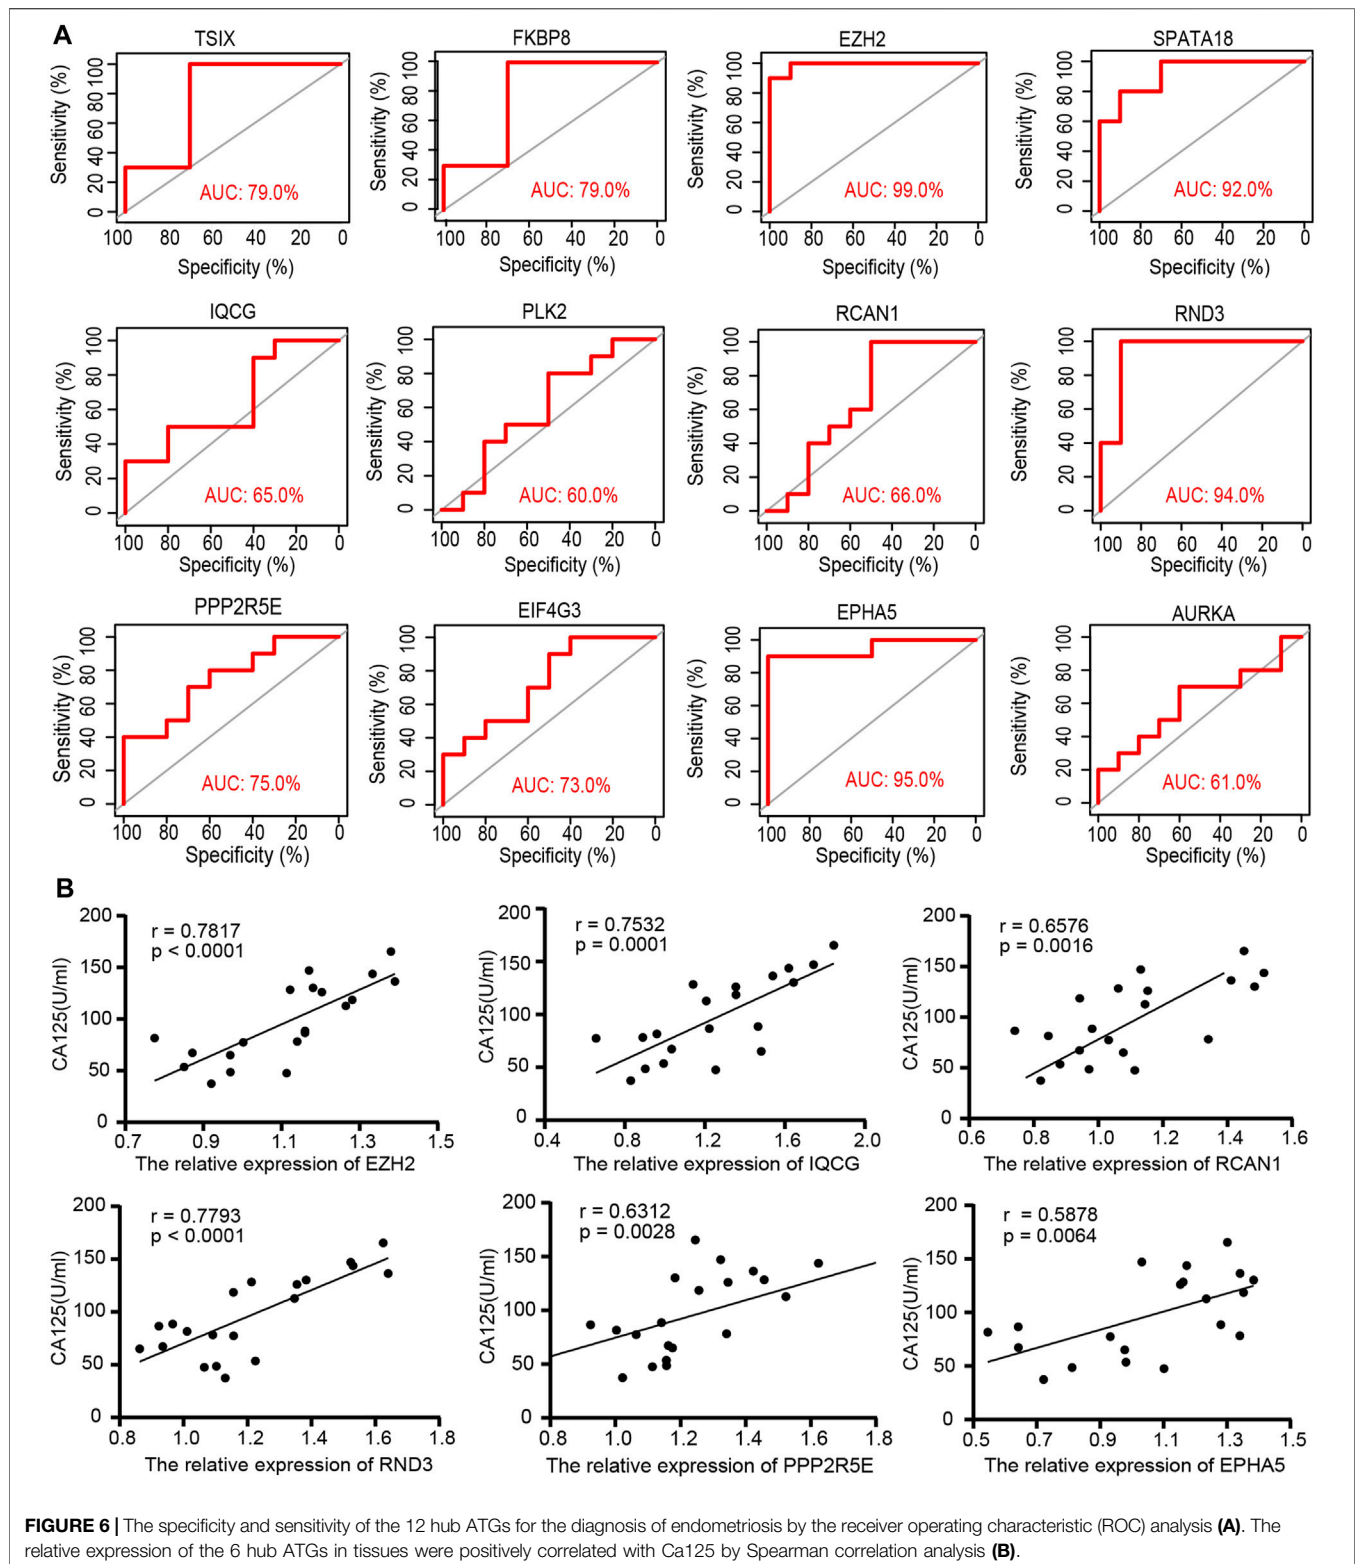 A
TSIX
Sensitivity (%)
0 20 40 60 80 100
AUC: 79.0%
100 80 60 40 20 0
Specificity (%)
FKBP8
Sensitivity (%)
0 20 40 60 80 100
AUC: 79.0%
100 80 60 40 20 0
Specificity (%)
EZH2
Sensitivity (%)
0 20 40 60 80 100
AUC: 99.0%
100 80 60 40 20 0
Specificity (%)
SPATA18
Sensitivity (%)
0 20 40 60 80 100
AUC: 92.0%
100 80 60 40 20 0
Specificity (%)
IQCG
Sensitivity (%)
0 20 40 60 80 100
AUC: 65.0%
100 80 60 40 20 0
Specificity (%)
PLK2
Sensitivity (%)
0 20 40 60 80 100
AUC: 60.0%
100 80 60 40 20 0
Specificity (%)
RCAN1
Sensitivity (%)
0 20 40 60 80 100
AUC: 66.0%
100 80 60 40 20 0
Specificity (%)
RND3
Sensitivity (%)
0 20 40 60 80 100
AUC: 94.0%
100 80 60 40 20 0
Specificity (%)
PPP2R5E
Sensitivity (%)
0 20 40 60 80 100
AUC: 75.0%
100 80 60 40 20 0
Specificity (%)
EIF4G3
Sensitivity (%)
0 20 40 60 80 100
AUC: 73.0%
100 80 60 40 20 0
Specificity (%)
EPHA5
Sensitivity (%)
0 20 40 60 80 100
AUC: 95.0%
100 80 60 40 20 0
Specificity (%)
AURKA
Sensitivity (%)
0 20 40 60 80 100
AUC: 61.0%
100 80 60 40 20 0
Specificity (%)
B
CA125(U/ml)
200
150
100
50
0
r = 0.7817
p < 0.0001
0.7 0.9 1.1 1.3 1.5
The relative expression of EZH2
CA125(U/ml)
200
150
100
50
0
r = 0.7532
p = 0.0001
0.4 0.8 1.2 1.6 2.0
The relative expression of IQCG
CA125(U/ml)
200
150
100
50
0
r = 0.6576
p = 0.0016
0.6 0.8 1.0 1.2 1.4 1.6
The relative expression of RCAN1
CA125(U/ml)
200
150
100
50
0
r = 0.7793
p < 0.0001
0.8 1.0 1.2 1.4 1.6 1.8
The relative expression of RND3
CA125(U/ml)
200
150
100
50
0
r = 0.6312
p = 0.0028
0.8 1.0 1.2 1.4 1.6 1.8
The relative expression of PPP2R5E
CA125(U/ml)
200
150
100
50
0
r = 0.5878
p = 0.0064
0.5 0.7 0.9 1.1 1.3 1.5
The relative expression of EPHA5
FIGURE 6 | The specificity and sensitivity of the 12 hub ATGs for the diagnosis of endometriosis by the receiver operating characteristic (ROC) analysis (A). The
relative expression of the 6 hub ATGs in tissues were positively correlated with Ca125 by Spearman correlation analysis (B).